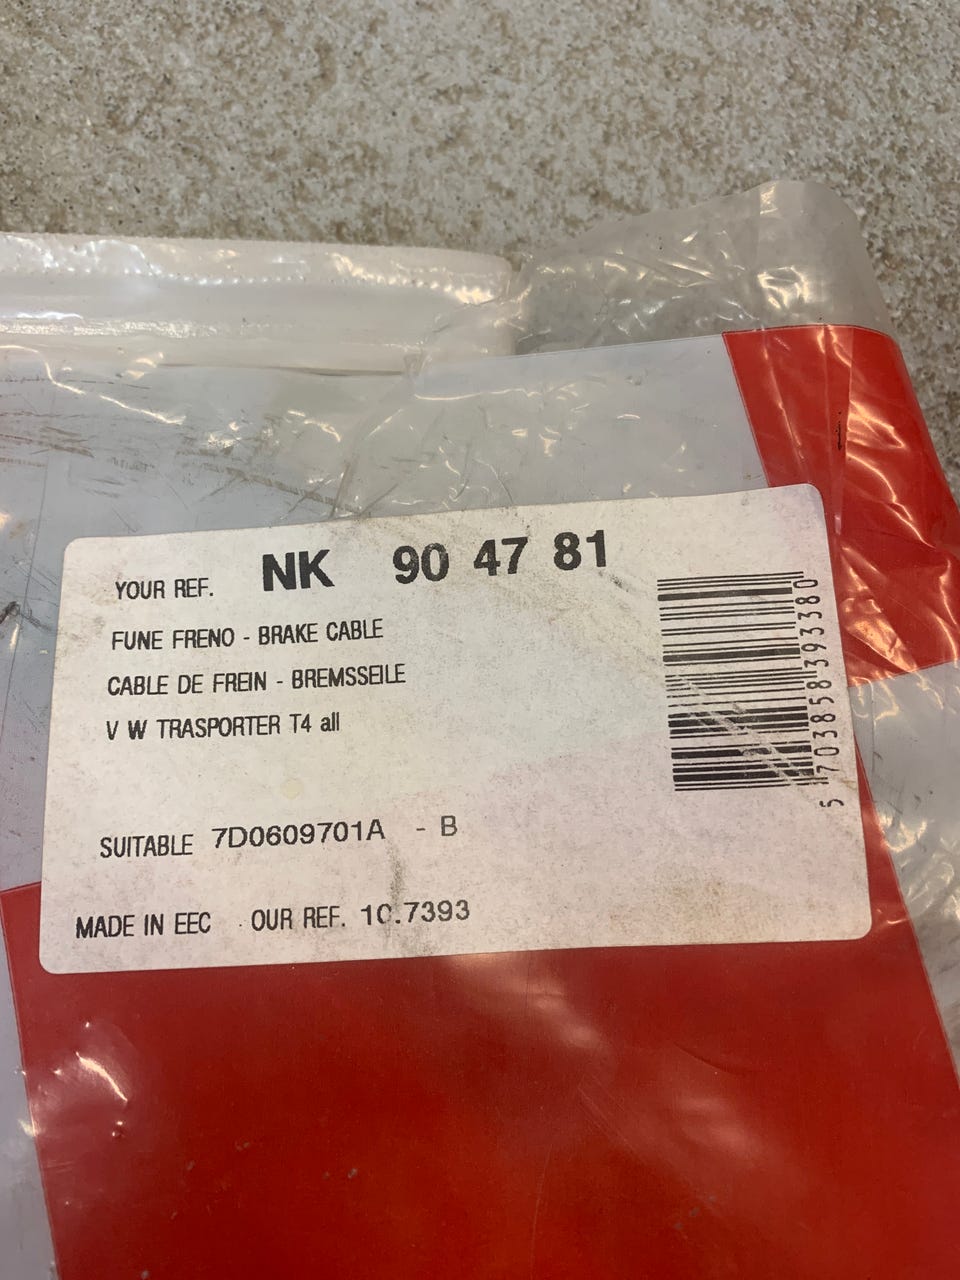 YOUR REF. NK 90 47 81
FUNE FRENO - BRAKE CABLE
CABLE DE FREIN - BREMSSEILE
V W TRASPORTER T4 all
SUITABLE 7D0609701A - B
MADE IN EEC OUR REF. 10.7393
5 703858 393380